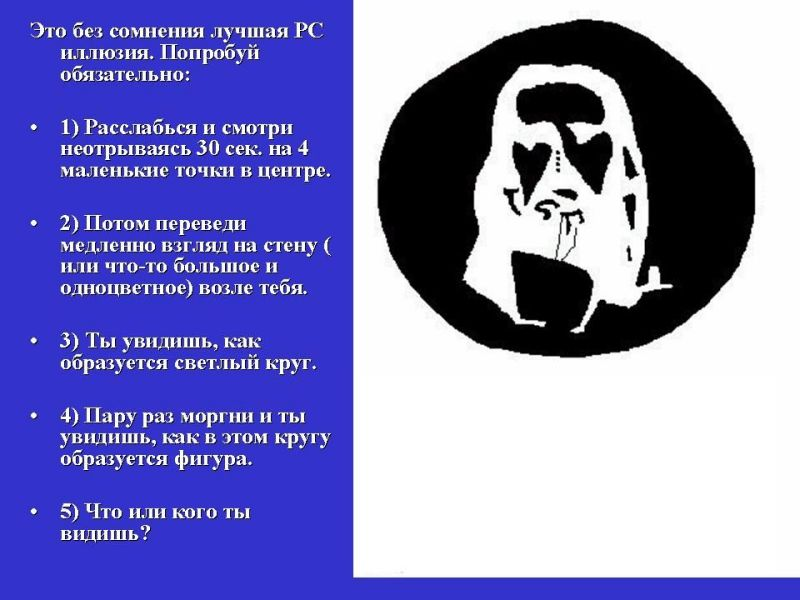 Это без сомнения лучшая PC
иллюзия. Попробуй
обязательно:
• 1) Расслабься и смотри
неотрываясь 30 сек. на 4
маленькие точки в центре.
• 2) Потом переведи
медленно взгляд на стену (
или что-то большое и
одноцветное) возле тебя.
• 3) Ты увидишь, как
образуется светлый круг.
• 4) Пару раз моргни и ты
увидишь, как в этом кругу
образуется фигура.
• 5) Что или кого ты
видишь?